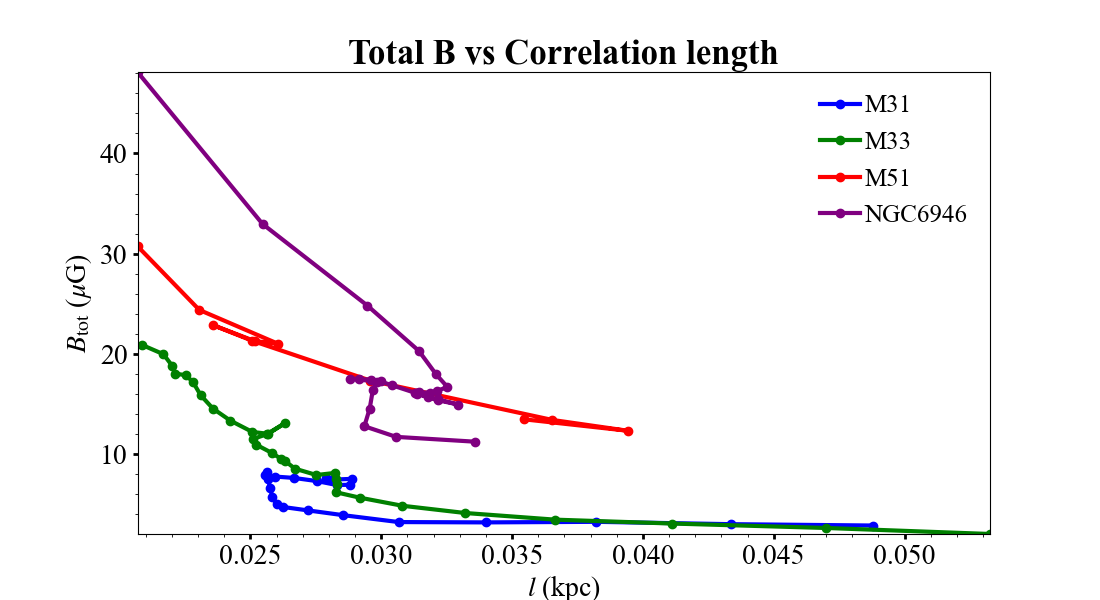 Total B vs Correlation length
M31
M33
M51
NGC6946
40
30
20
10
B_tot (μG)
0.025 0.030 0.035 0.040 0.045 0.050
l (kpc)